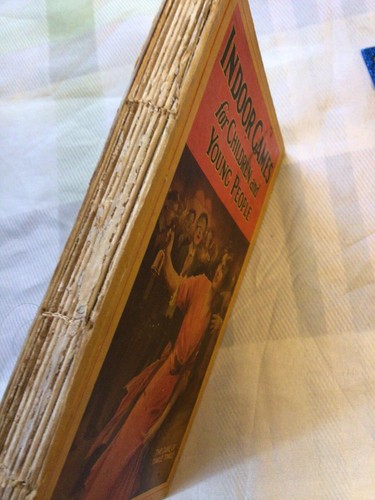 INDOOR GAMES
for CHILDREN and
YOUNG PEOPLE